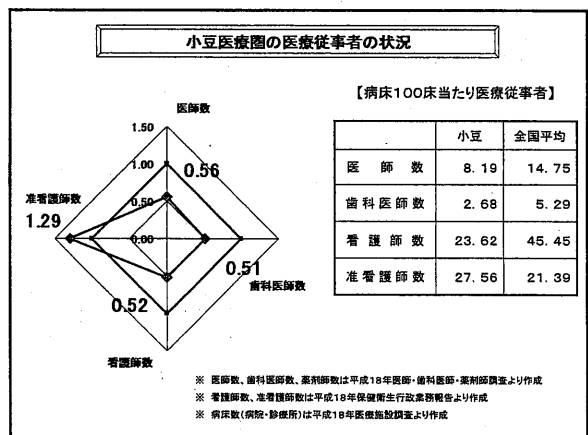 小豆医療圏の医療従事者の状況
医師数
1.50
1.00
0.50
0.00
0.56
准看護師数
1.29
0.51
歯科医師数
0.52
看護師数
【病床100床当たり医療従事者】
小豆 全国平均
医師数 8.19 14.75
歯科医師数 2.68 5.29
看護師数 23.62 45.45
准看護師数 27.56 21.39
※ 医師数、歯科医師数、薬剤師数は平成18年医師・歯科医師・薬剤師調査より作成
※ 看護師数、准看護師数は平成18年保健衛生行政業務報告より作成
※ 病床数(病院・診療所)は平成18年医療施設調査より作成